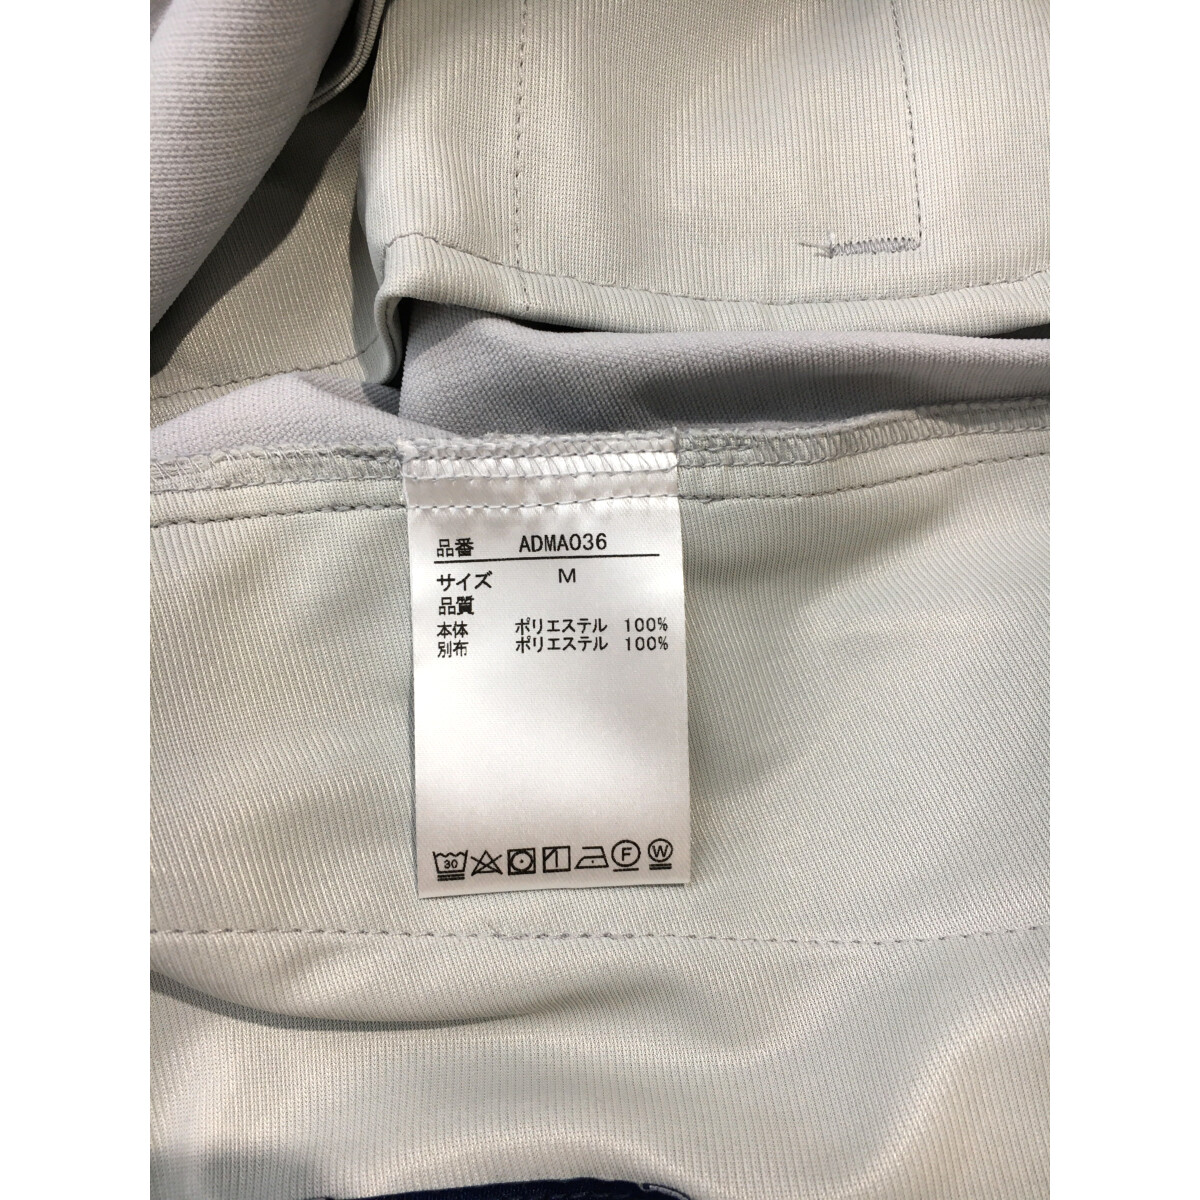 品番 ADMA036
サイズ M
品質
本体 ポリエステル 100%
別布 ポリエステル 100%
30 F W